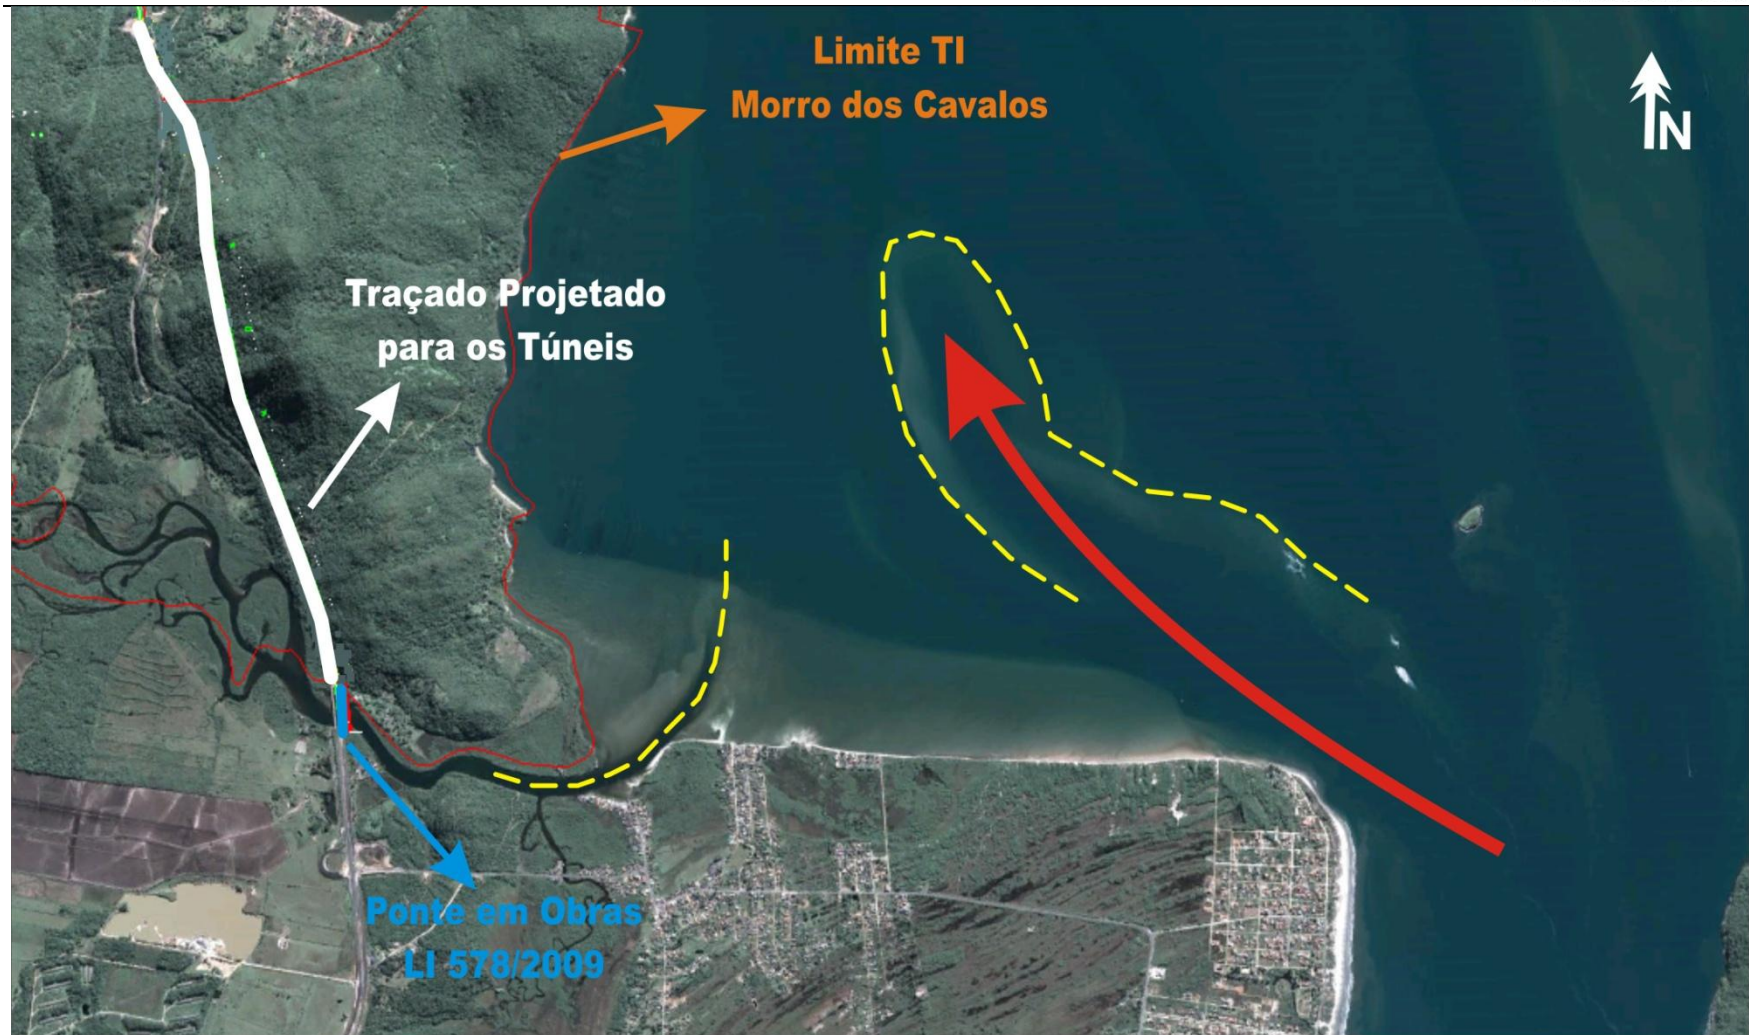 Limite TI
Morro dos Cavalos
N
Traçado Projetado
para os Túneis
Ponte em Obras
LI 578/2009